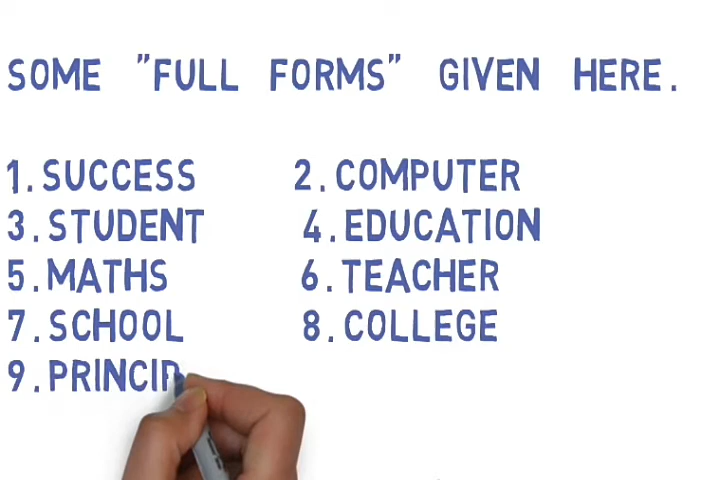 SOME "FULL FORMS" GIVEN HERE.
1.SUCCESS 2.COMPUTER
3.STUDENT 4.EDUCATION
5.MATHS 6.TEACHER
7.SCHOOL 8.COLLEGE
9.PRINCIP